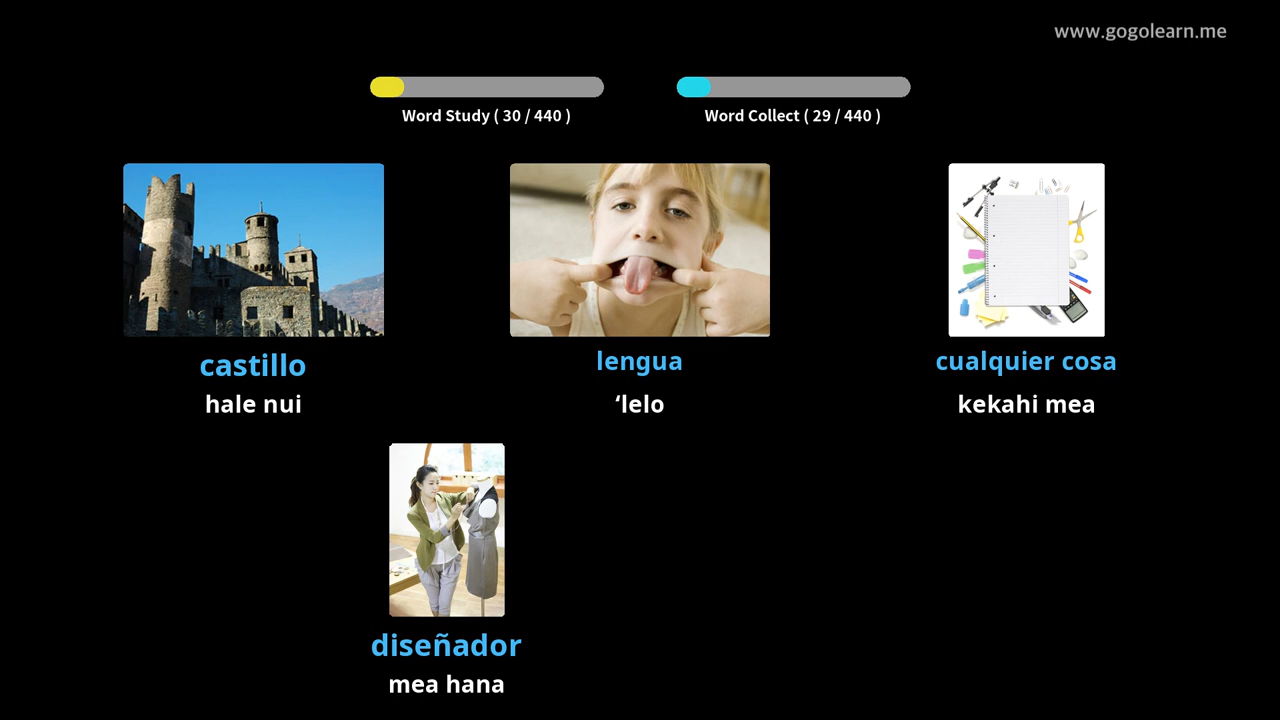 www.gogolearn.me
Word Study ( 30 / 440 )
Word Collect ( 29 / 440 )
castillo
lengua
cualquier cosa
hale nui
ʻlelo
kekahi mea
diseñador
mea hana